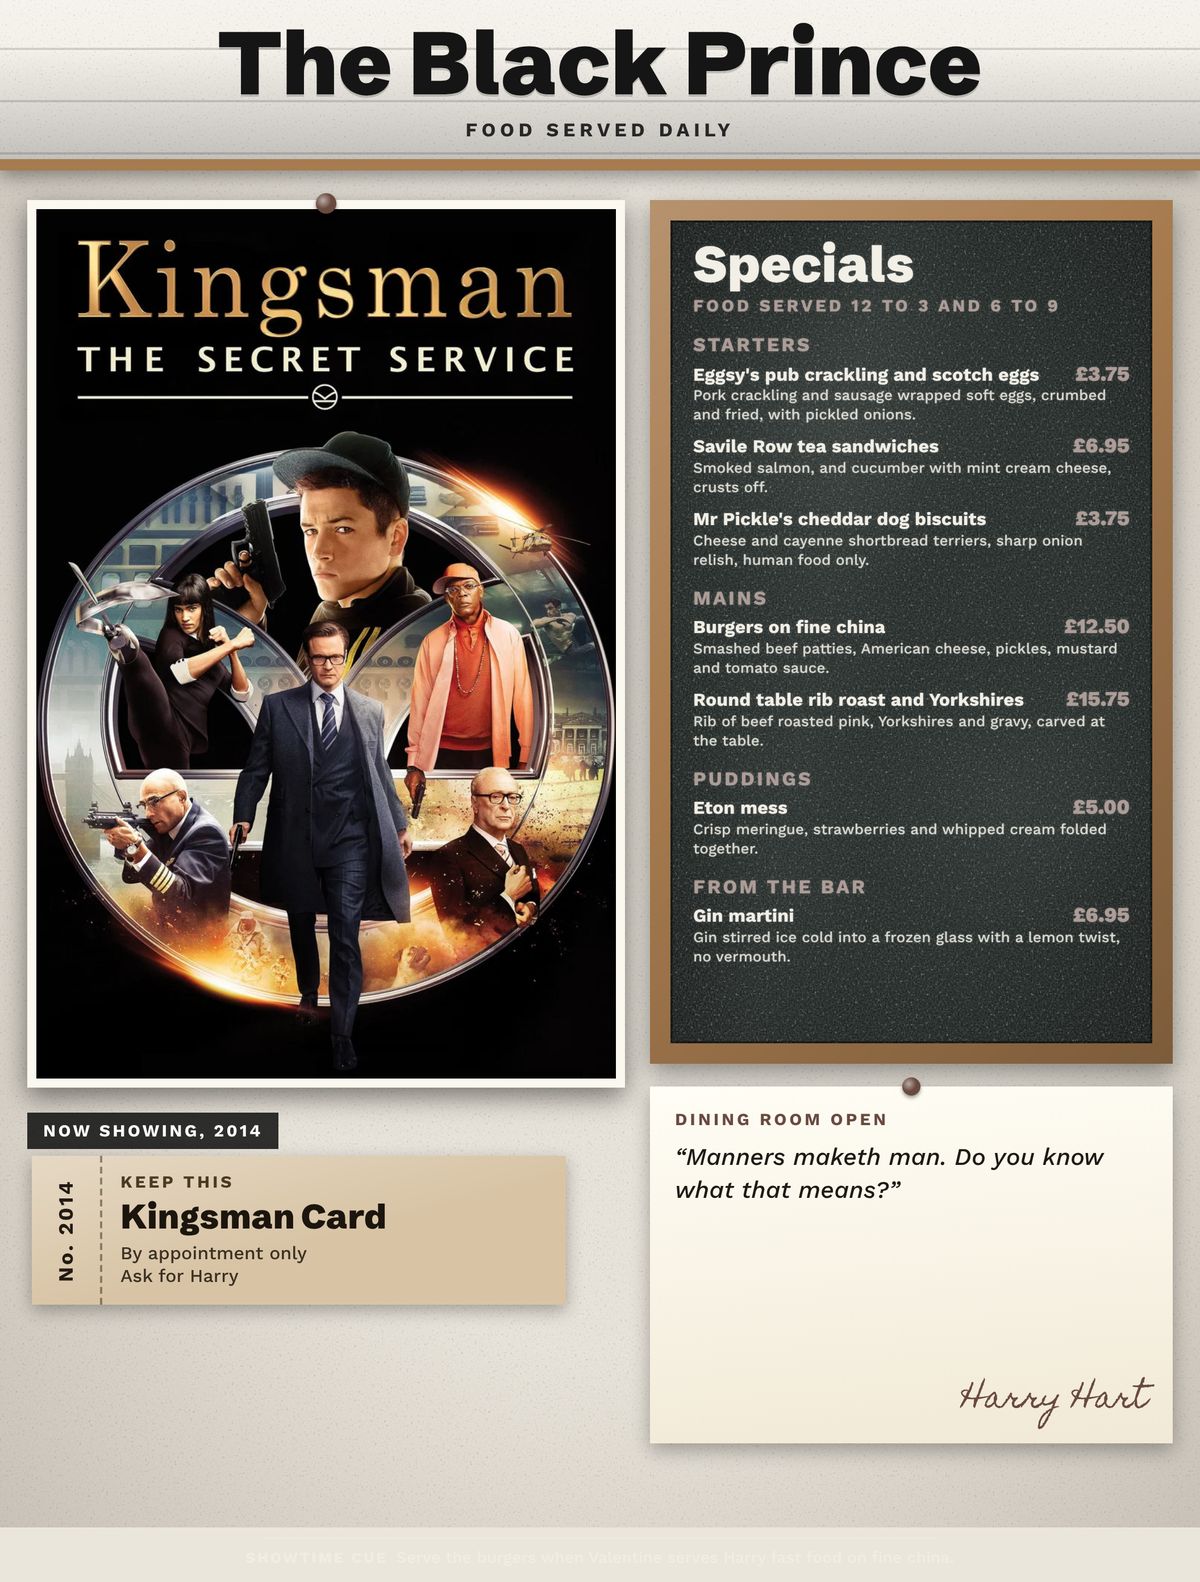 The Black Prince
FOOD SERVED DAILY
Kingsman
THE SECRET SERVICE
NOW SHOWING, 2014
No. 2014
KEEP THIS
Kingsman Card
By appointment only
Ask for Harry
Specials
FOOD SERVED 12 TO 3 AND 6 TO 9
STARTERS
Eggsy's pub crackling and scotch eggs £3.75
Pork crackling and sausage wrapped soft eggs, crumbed
and fried, with pickled onions.
Savile Row tea sandwiches £6.95
Smoked salmon, and cucumber with mint cream cheese,
crusts off.
Mr Pickle's cheddar dog biscuits £3.75
Cheese and cayenne shortbread terriers, sharp onion
relish, human food only.
MAINS
Burgers on fine china £12.50
Smashed beef patties, American cheese, pickles, mustard
and tomato sauce.
Round table rib roast and Yorkshires £15.75
Rib of beef roasted pink, Yorkshires and gravy, carved at
the table.
PUDDINGS
Eton mess £5.00
Crisp meringue, strawberries and whipped cream folded
together.
FROM THE BAR
Gin martini £6.95
Gin stirred ice cold into a frozen glass with a lemon twist,
no vermouth.
DINING ROOM OPEN
“Manners maketh man. Do you know
what that means?”
Harry Hart
SHOWTIME CUE Serve the burgers when Valentine serves Harry fast food on fine china.